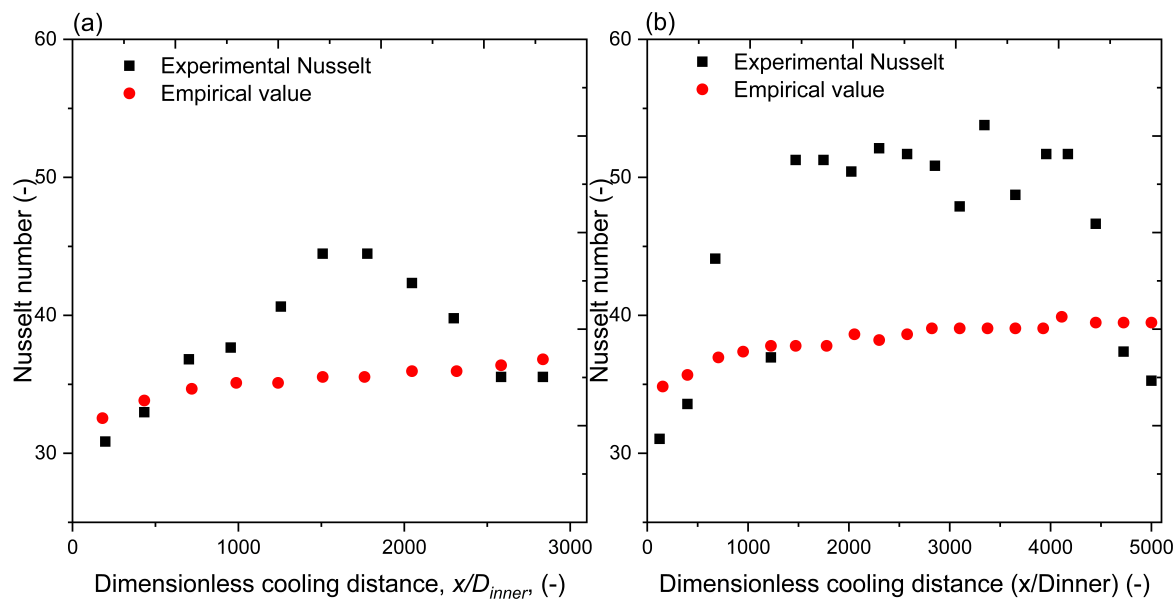 (a)
60
50
40
30
0
1000
2000
3000
Nusselt number (-)
Experimental Nusselt
Empirical value
Dimensionless cooling distance, x/D_inner, (-)
(b)
60
50
40
30
0
1000
2000
3000
4000
5000
Nusselt number (-)
Experimental Nusselt
Empirical value
Dimensionless cooling distance (x/Dinner) (-)